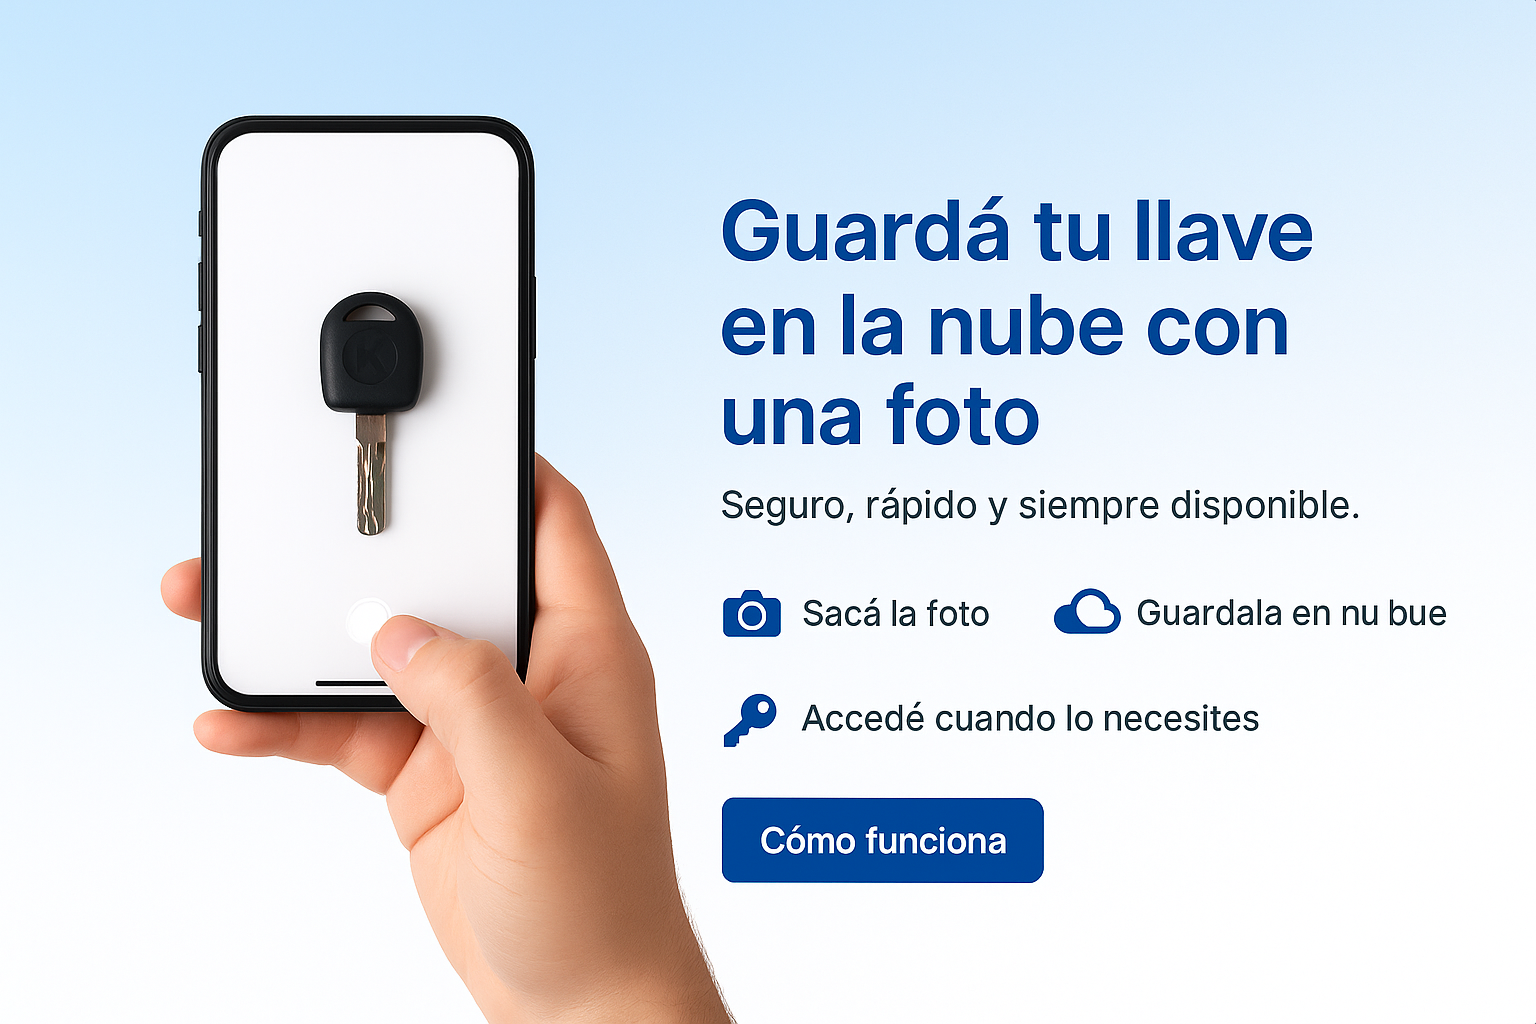 Guardá tu llave
en la nube con
una foto
Seguro, rápido y siempre disponible.
Sacá la foto
Guardala en nu bue
Accedé cuando lo necesites
Cómo funciona
K